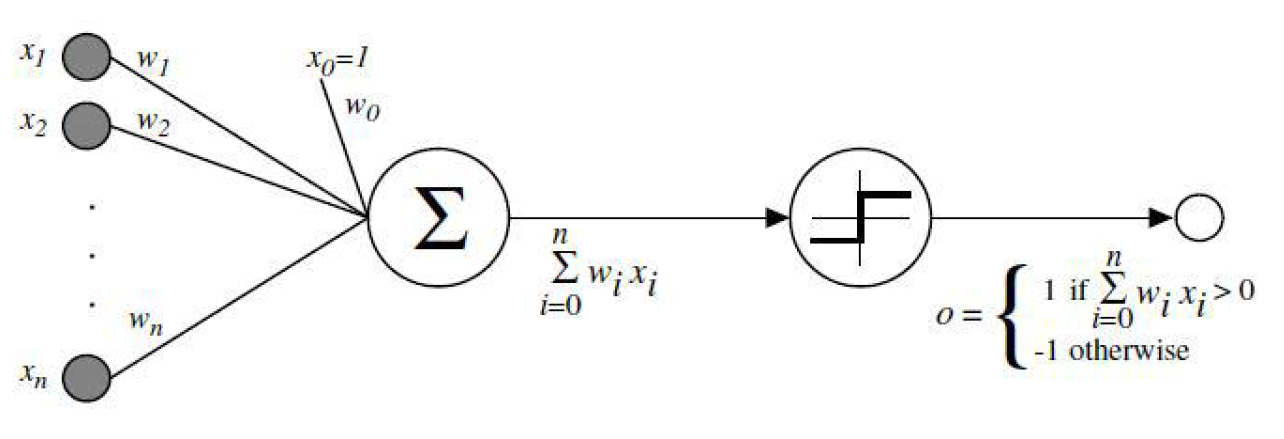 x1 w1
x0=1
w0
x2 w2
.
.
.
wn
xn
Σ
n
Σ wi xi
i=0
n
o = { 1 if Σ wi xi > 0
i=0
-1 otherwise